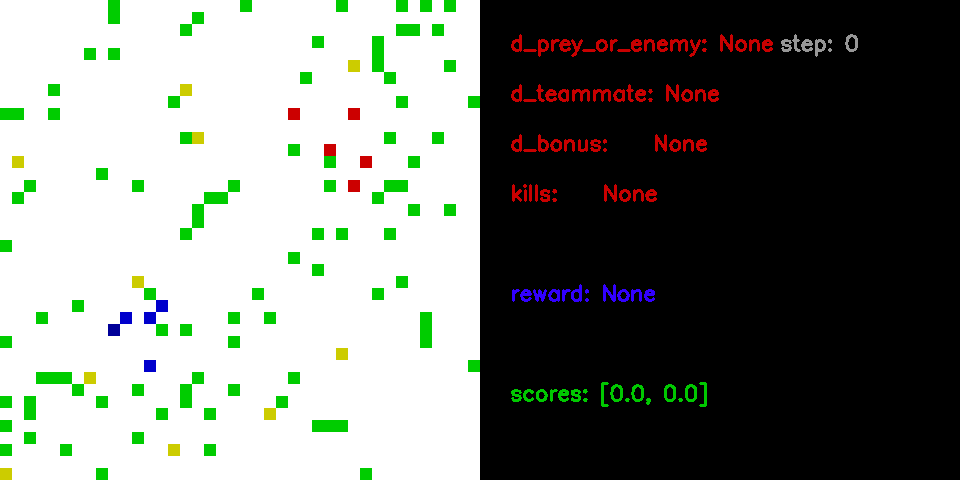 d_prey_or_enemy: None step: 0
d_teammate: None
d_bonus: None
kills: None
reward: None
scores: [0.0, 0.0]